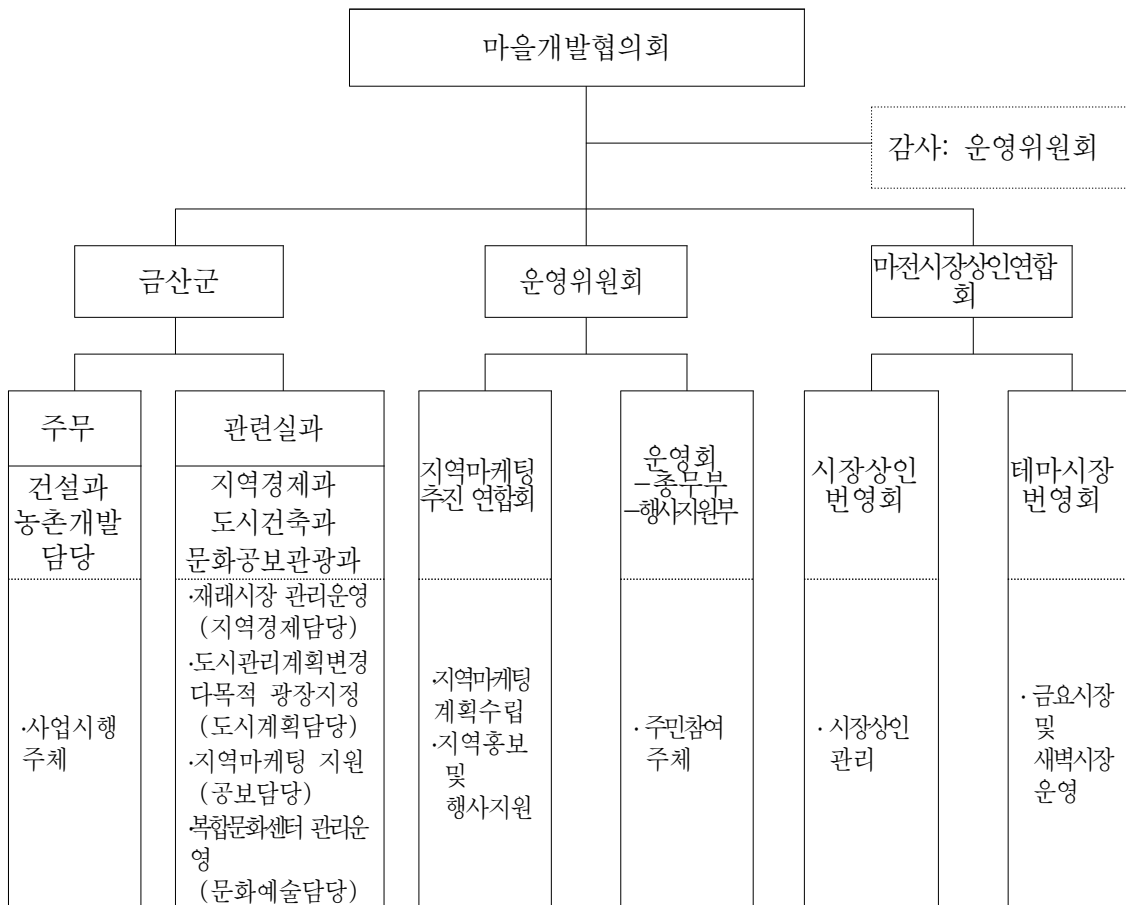 마을개발협의회
감사: 운영위원회
금산군
운영위원회
마전시장상인연합
회
주무
건설과
농촌개발
담당
·사업시행
주체
관련실과
지역경제과
도시건축과
문화공보관광과
·재래시장 관리운영
(지역경제담당)
·도시관리계획변경
다목적 광장지정
(도시계획담당)
·지역마케팅 지원
(공보담당)
·복합문화센터 관리운
영
(문화예술담당)
지역마케팅
추진 연합회
·지역마케팅
계획수립
·지역홍보
및
행사지원
운영회
-총무부
-행사지원부
·주민참여
주체
시장상인
번영회
·시장상인
관리
테마시장
번영회
·금요시장
및
새벽시장
운영